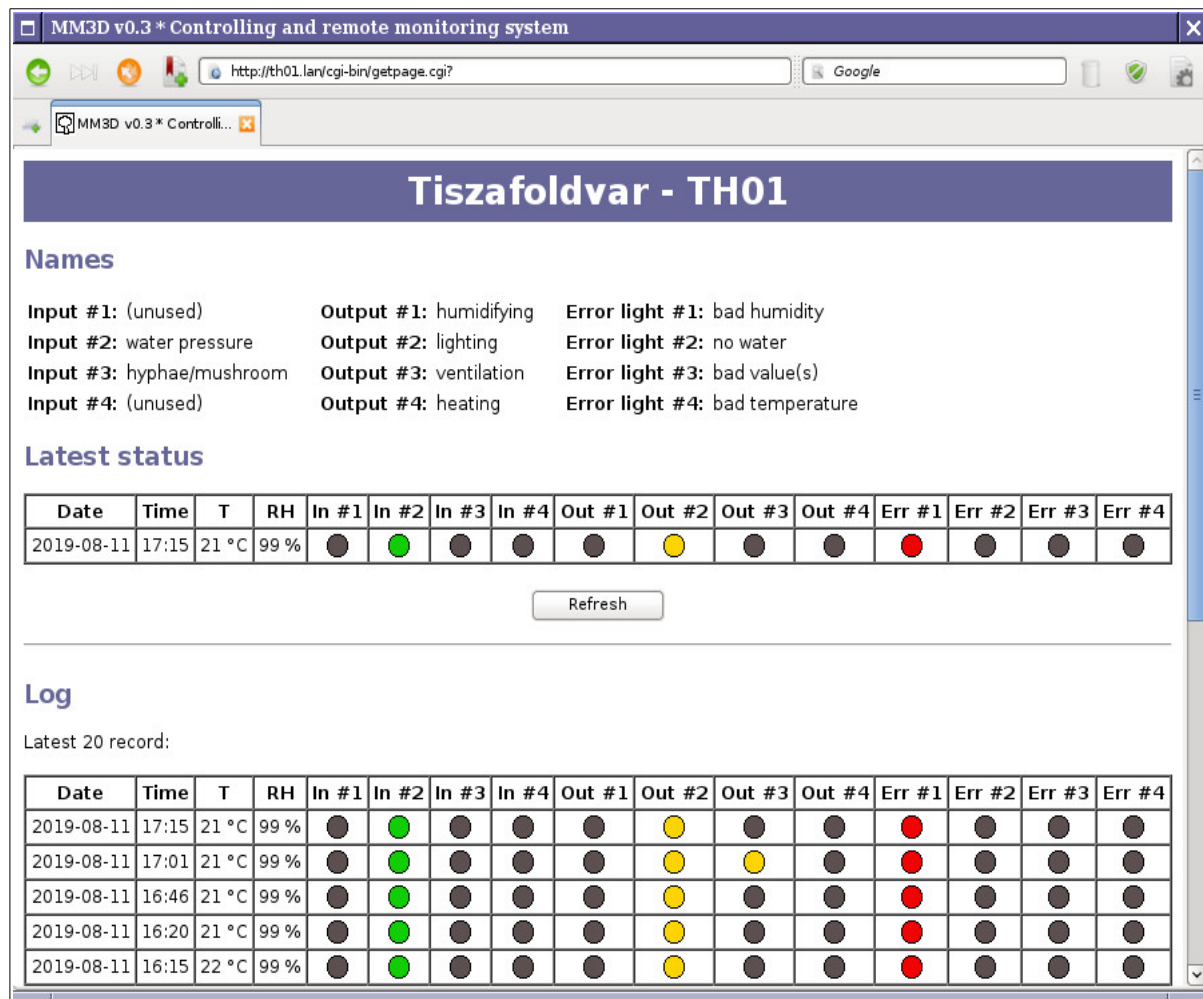 MM3D v0.3 * Controlling and remote monitoring system
http://th01.lan/cgi-bin/getpage.cgi? Google
MM3D v0.3 * Controlli...
Tiszafoldvar - TH01
Names
Input #1: (unused) Output #1: humidifying Error light #1: bad humidity
Input #2: water pressure Output #2: lighting Error light #2: no water
Input #3: hyphae/mushroom Output #3: ventilation Error light #3: bad value(s)
Input #4: (unused) Output #4: heating Error light #4: bad temperature
Latest status
Date Time T RH In #1 In #2 In #3 In #4 Out #1 Out #2 Out #3 Out #4 Err #1 Err #2 Err #3 Err #4
2019-08-11 17:15 21 °C 99 %
Refresh
Log
Latest 20 record:
Date Time T RH In #1 In #2 In #3 In #4 Out #1 Out #2 Out #3 Out #4 Err #1 Err #2 Err #3 Err #4
2019-08-11 17:15 21 °C 99 %
2019-08-11 17:01 21 °C 99 %
2019-08-11 16:46 21 °C 99 %
2019-08-11 16:20 21 °C 99 %
2019-08-11 16:15 22 °C 99 %